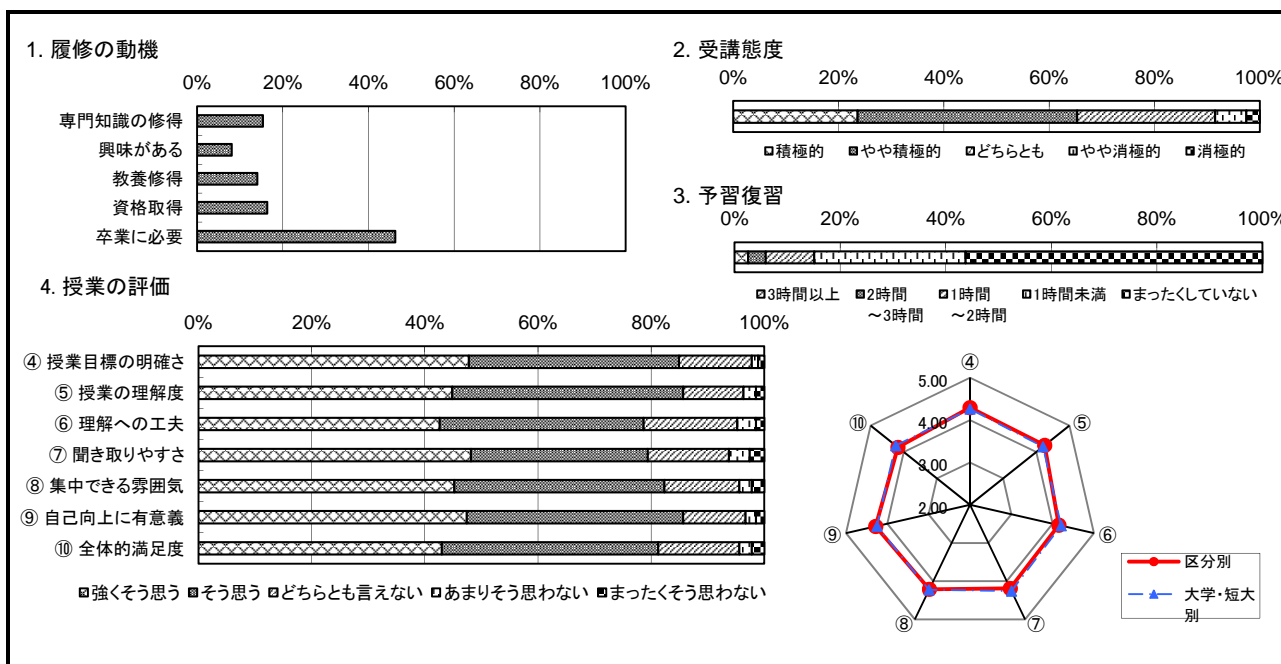 1. 履修の動機
0% 20% 40% 60% 80% 100%
専門知識の修得
興味がある
教養修得
資格取得
卒業に必要
2. 受講態度
0% 20% 40% 60% 80% 100%
積極的 やや積極的 どちらとも やや消極的 消極的
3. 予習復習
0% 20% 40% 60% 80% 100%
3時間以上 2時間～3時間 1時間～2時間 1時間未満 まったくしていない
4. 授業の評価
0% 20% 40% 60% 80% 100%
④ 授業目標の明確さ
⑤ 授業の理解度
⑥ 理解への工夫
⑦ 聞き取りやすさ
⑧ 集中できる雰囲気
⑨ 自己向上に有意義
⑩ 全体的満足度
強くそう思う そう思う どちらとも言えない あまりそう思わない まったくそう思わない
④
5.00
⑩
⑤
4.00
3.00
2.00
⑨
⑥
⑧
⑦
区分別
大学・短大
別